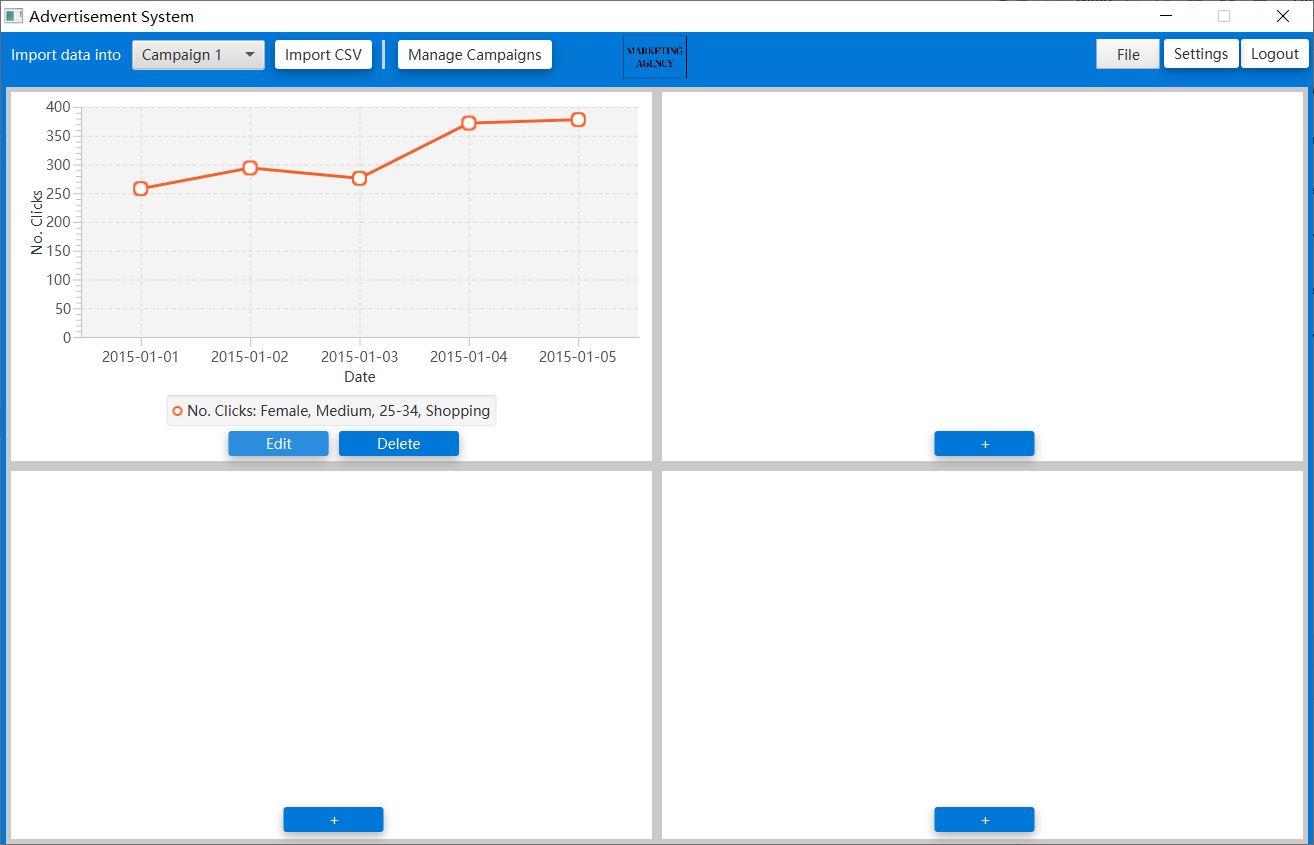 Advertisement System
Import data into Campaign 1 Import CSV Manage Campaigns
MARKETING
AGENCY
File Settings Logout
No. Clicks
400
350
300
250
200
150
100
50
0
2015-01-01 2015-01-02 2015-01-03 2015-01-04 2015-01-05
Date
No. Clicks: Female, Medium, 25-34, Shopping
Edit Delete
+
+
+